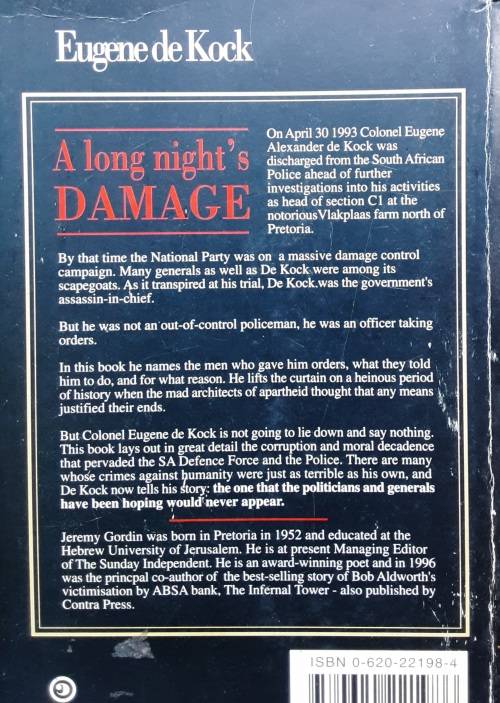 Eugene de Kock
A long night's
DAMAGE
On April 30 1993 Colonel Eugene
Alexander de Kock was
discharged from the South African
Police ahead of further
investigations into his activities
as head of section C1 at the
notoriousVlakplaas farm north of
Pretoria.
By that time the National Party was on a massive damage control
campaign. Many generals as well as De Kock were among its
scapegoats. As it transpired at his trial, De Kock.was the government's
assassin-in-chief.
But he was not an out-of-control policeman, he was an officer taking
orders.
In this book he names the men who gave him orders, what they told
him to do, and for what reason. He lifts the curtain on a heinous period
of history when the mad architects of apartheid thought that any means
justified their ends.
But Colonel Eugene de Kock is not going to lie down and say nothing.
This book lays out in great detail the corruption and moral decadence
that pervaded the SA Defence Force and the Police. There are many
whose crimes against humanity were just as terrible as his own, and
De Kock now tells his story: the one that the politicians and generals
have been hoping would never appear.
Jeremy Gordin was born in Pretoria in 1952 and educated at the
Hebrew University of Jerusalem. He is at present Managing Editor
of The Sunday Independent. He is an award-winning poet and in 1996
was the princpal co-author of the best-selling story of Bob Aldworth's
victimisation by ABSA bank, The Infernal Tower - also published by
Contra Press.
ISBN 0-620-22198-4